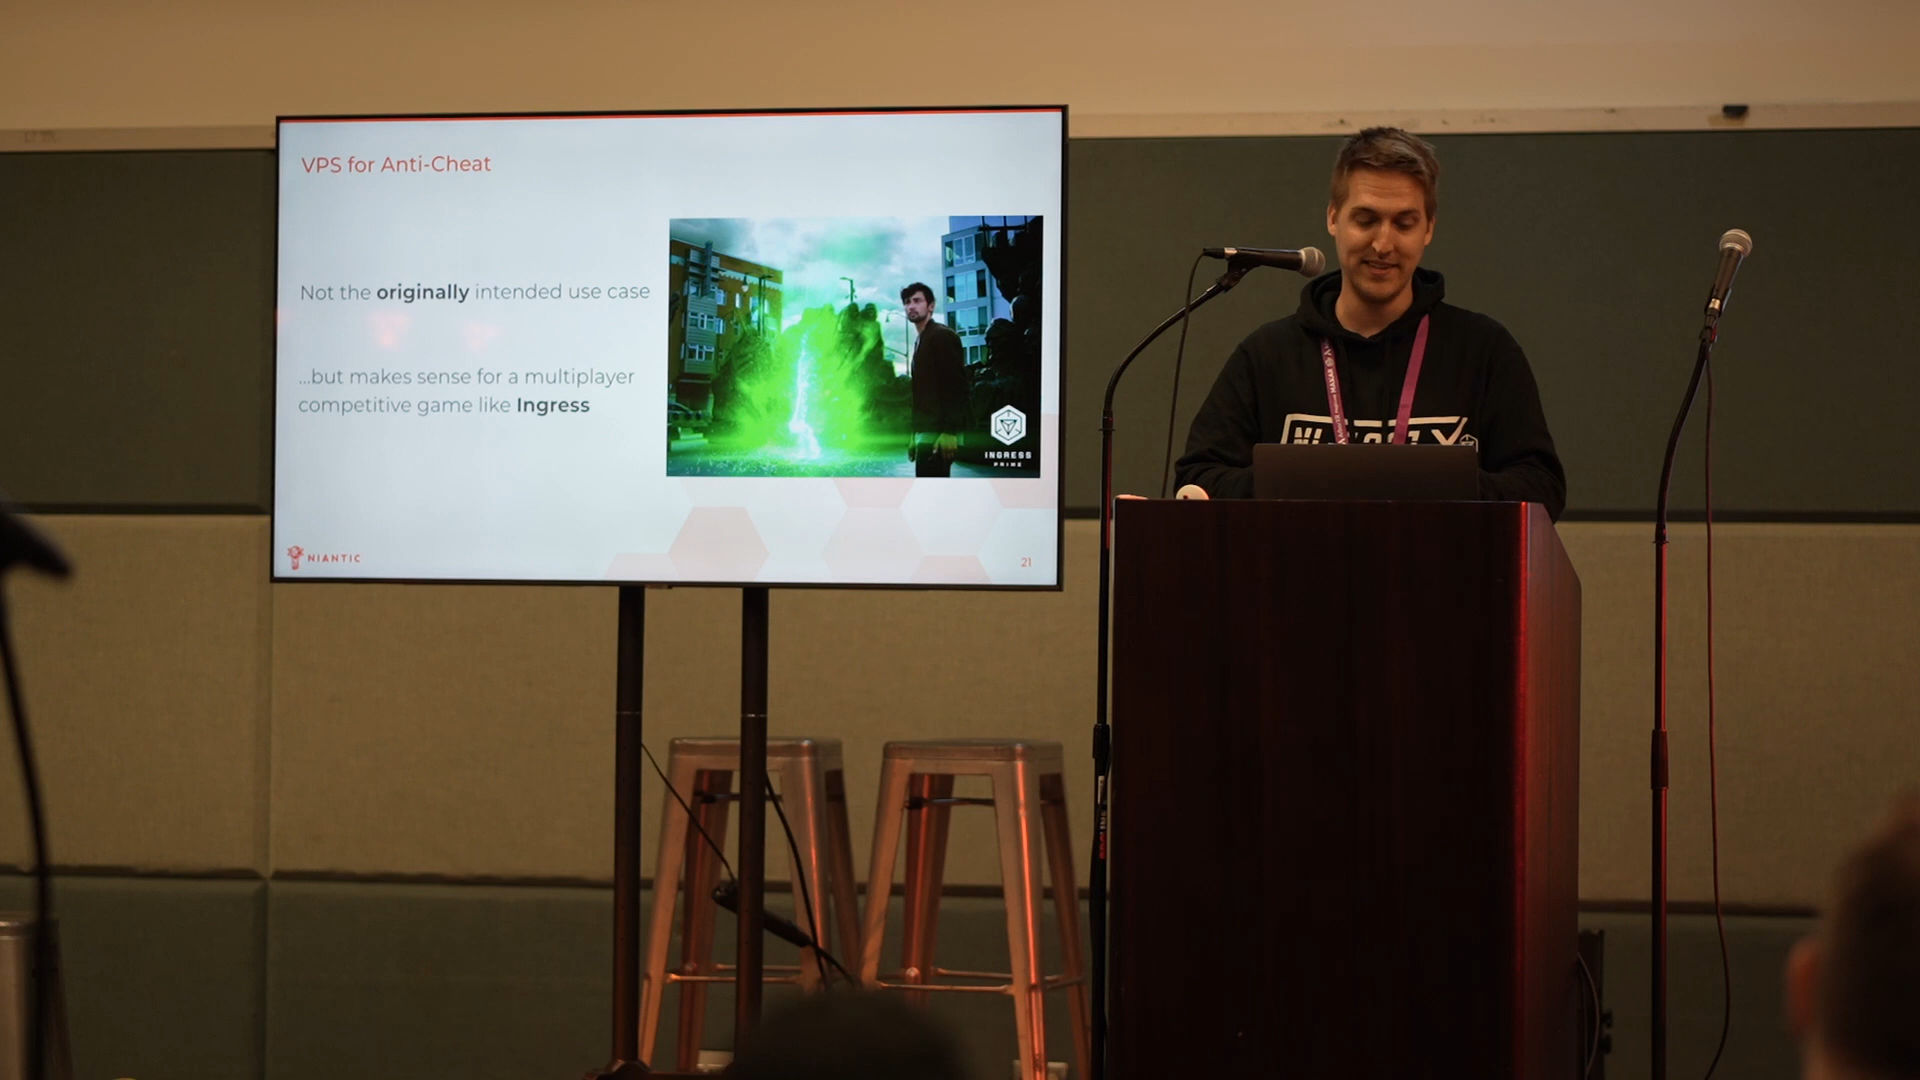 VPS for Anti-Cheat
Not the originally intended use case
...but makes sense for a multiplayer
competitive game like Ingress
INGRESS
PRIME
NIANTIC
21